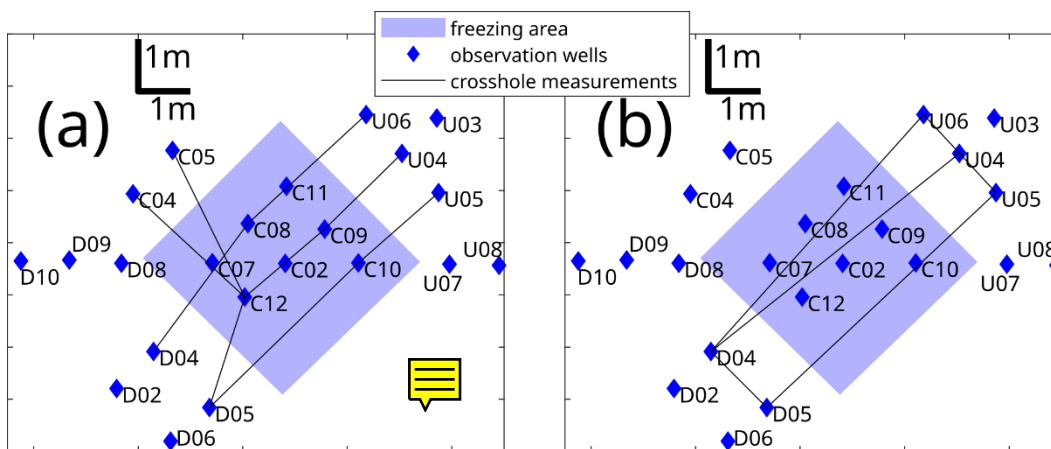 freezing area
observation wells
crosshole measurements
(a)
1m
1m
U06
U03
C05
U04
C11
C04
U05
C08
C09
D09
U08
D10
D08
C07
C02
C10
U07
C12
D04
D02
D05
D06
(b)
1m
1m
U06
U03
C05
U04
C11
C04
U05
C08
C09
D09
U08
D10
D08
C07
C02
C10
U07
C12
D04
D02
D05
D06